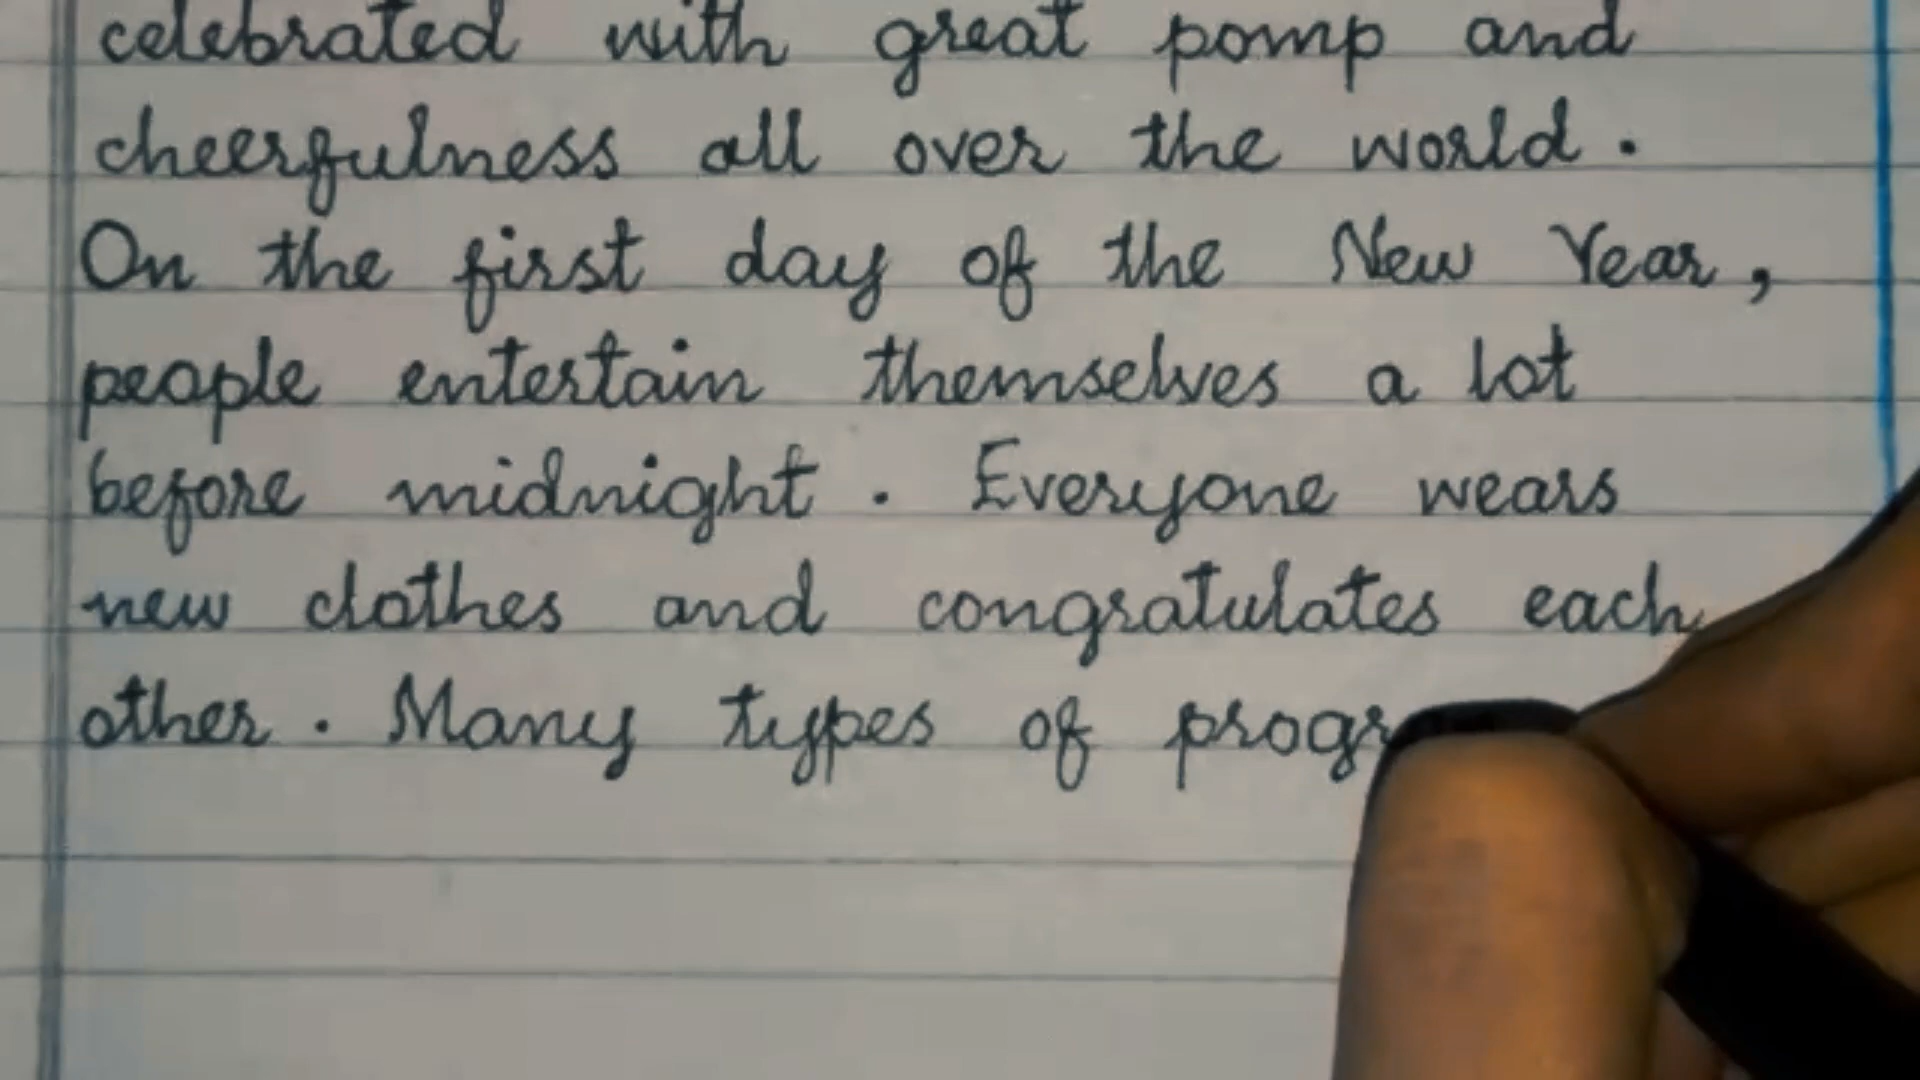 celebrated with great pomp and
cheerfulness all over the world.
On the first day of the New Year,
people entertain themselves a lot
before midnight. Everyone wears
new clothes and congratulates each
other. Many types of progr